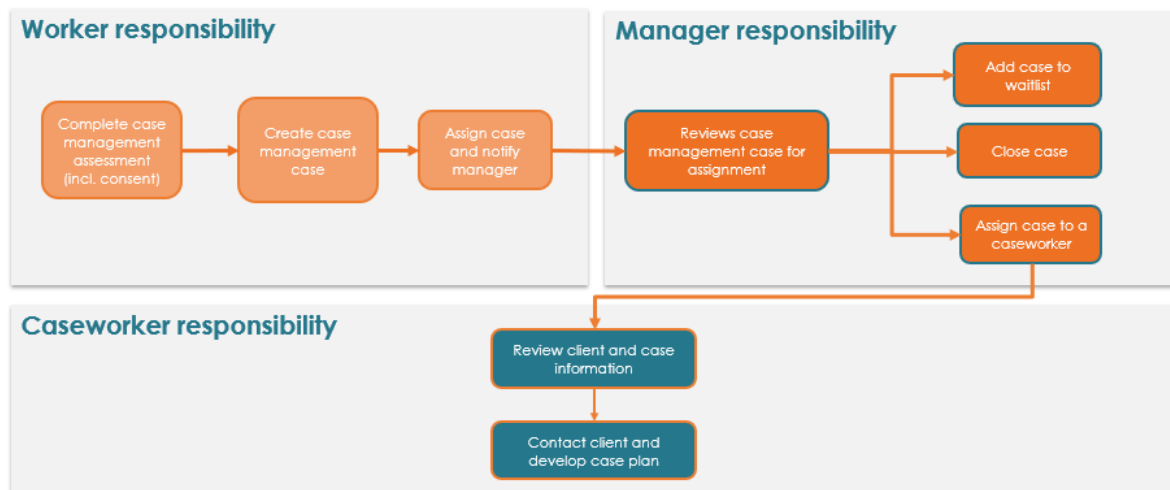 Worker responsibility
Complete case
management
assessment
(incl. consent)
Create case
management
case
Assign case
and notify
manager
Manager responsibility
Reviews case
management case for
assignment
Add case to
waitlist
Close case
Assign case to a
caseworker
Caseworker responsibility
Review client and case
information
Contact client and
develop case plan